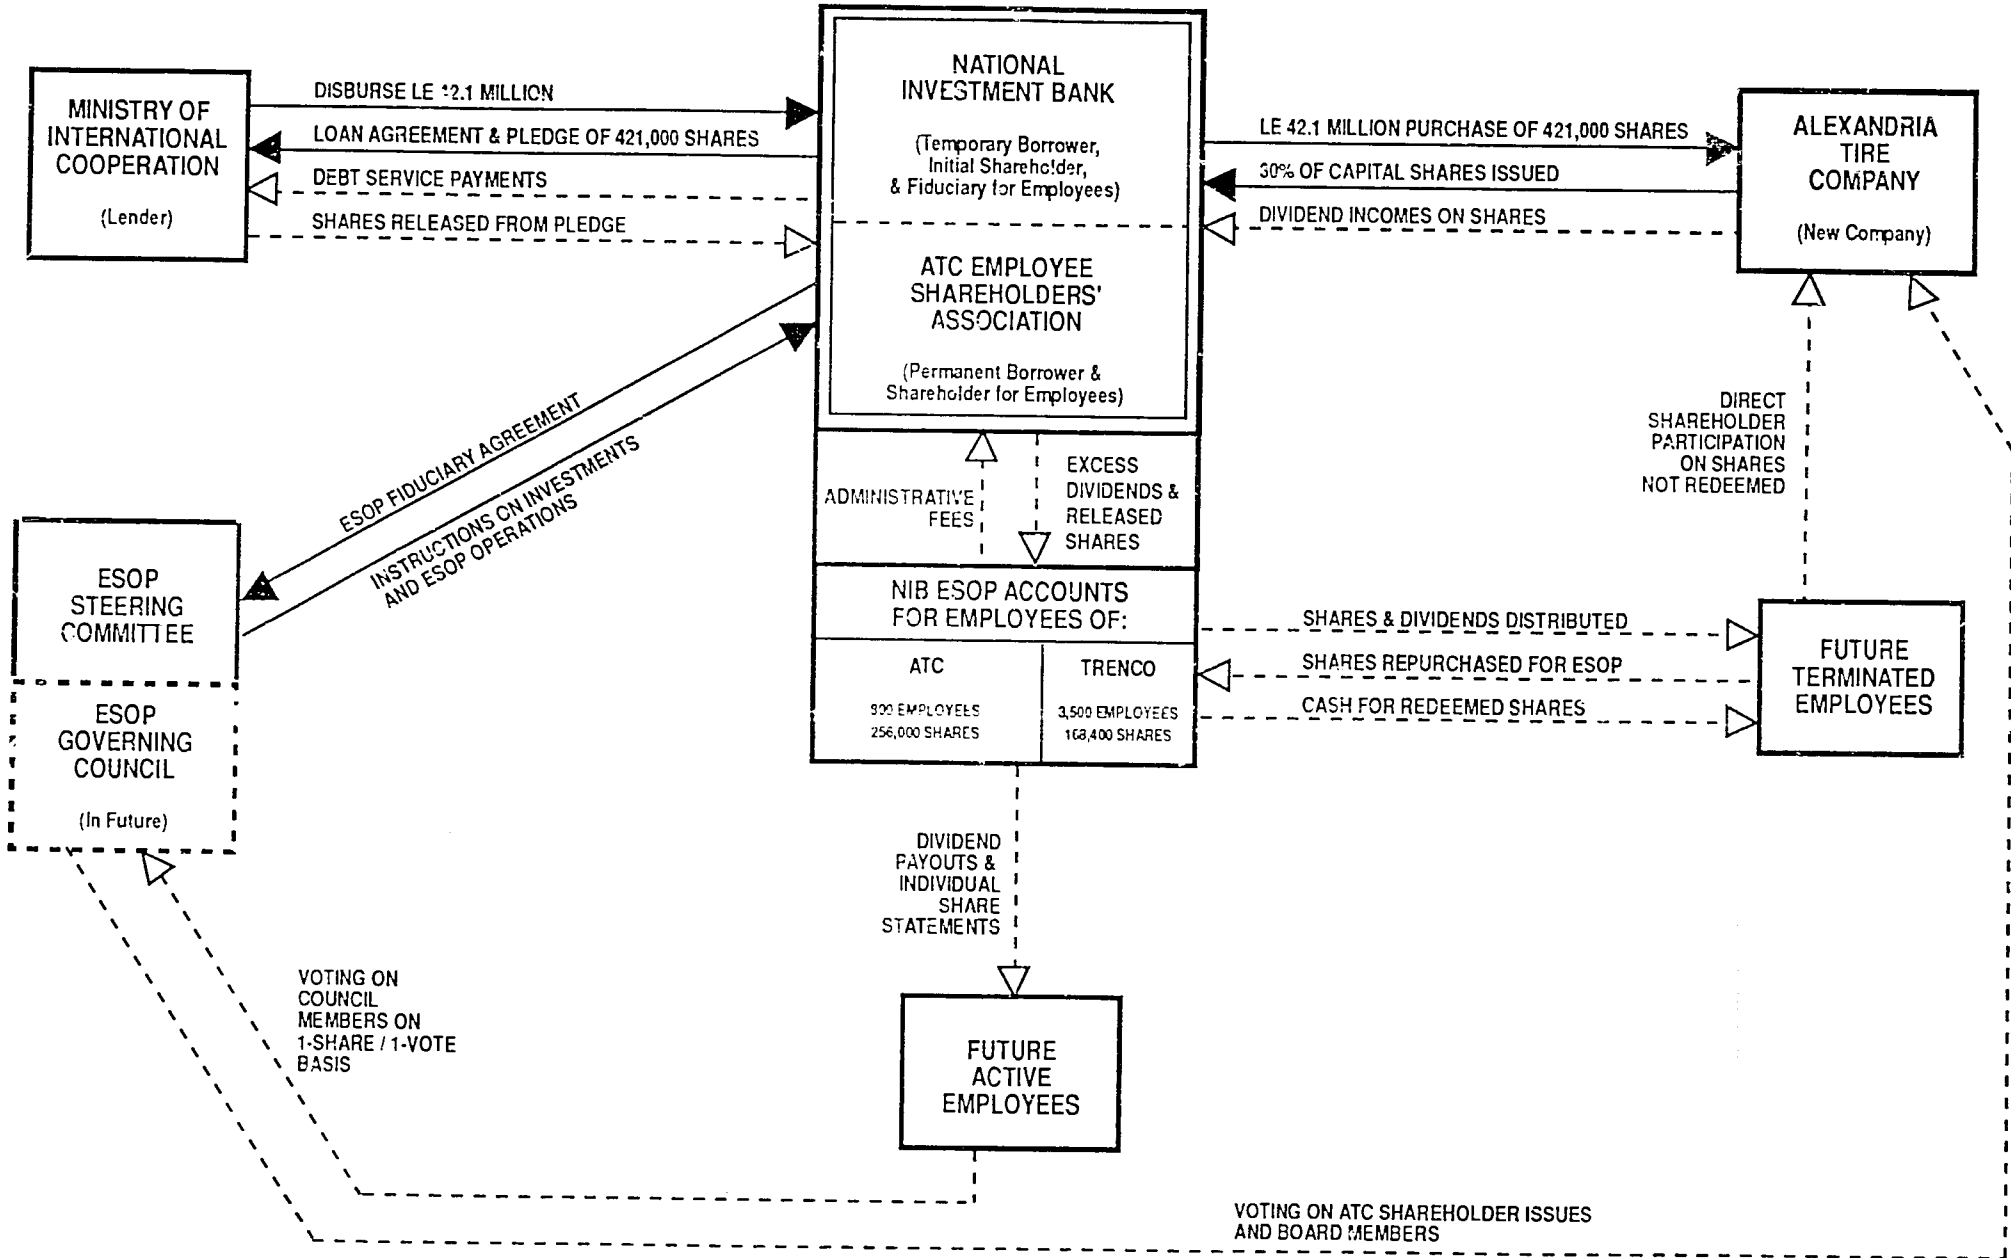 MINISTRY OF
INTERNATIONAL
COOPERATION
(Lender)
DISBURSE LE MILLION
LOAN AGREEMENT & PLEDGE OF 421,000 SHARES
DEBT SERVICE PAYMENTS
SHARES RELEASED FROM PLEDGE
NATIONAL
INVESTMENT BANK
(Temporary Borrower,
Initial Shareholder,
& Fiduciary for Employees)
ATC EMPLOYEE
SHAREHOLDERS'
ASSOCIATION
(Permanent Borrower &
Shareholder for Employees)
LE 42.1 MILLION PURCHASE OF 421,000 SHARES
30% OF CAPITAL SHARES ISSUED
DIVIDEND INCOMES ON SHARES
ALEXANDRIA
TIRE
COMPANY
(New Company)
ESOP FIDUCIARY AGREEMENT
INSTRUCTIONS ON INVESTMENTS
AND ESOP OPERATIONS
ADMINISTRATIVE
FEES
EXCESS
DIVIDENDS &
RELEASED
SHARES
DIRECT
SHAREHOLDER
PARTICIPATION
ON SHARES
NOT REDEEMED
ESOP
STEERING
COMMITTEE
ESOP
GOVERNING
COUNCIL
(In Future)
NIB ESOP ACCOUNTS
FOR EMPLOYEES OF:
ATC
EMPLOYEES
256,000 SHARES
TRENCO
3,500 EMPLOYEES
SHARES
SHARES & DIVIDENDS DISTRIBUTED
SHARES REPURCHASED FOR ESOP
CASH FOR REDEEMED SHARES
FUTURE
TERMINATED
EMPLOYEES
DIVIDEND
PAYOUTS &
INDIVIDUAL
SHARE
STATEMENTS
VOTING ON
COUNCIL
MEMBERS ON
1-SHARE / 1-VOTE
BASIS
FUTURE
ACTIVE
EMPLOYEES
VOTING ON ATC SHAREHOLDER ISSUES
AND BOARD MEMBERS